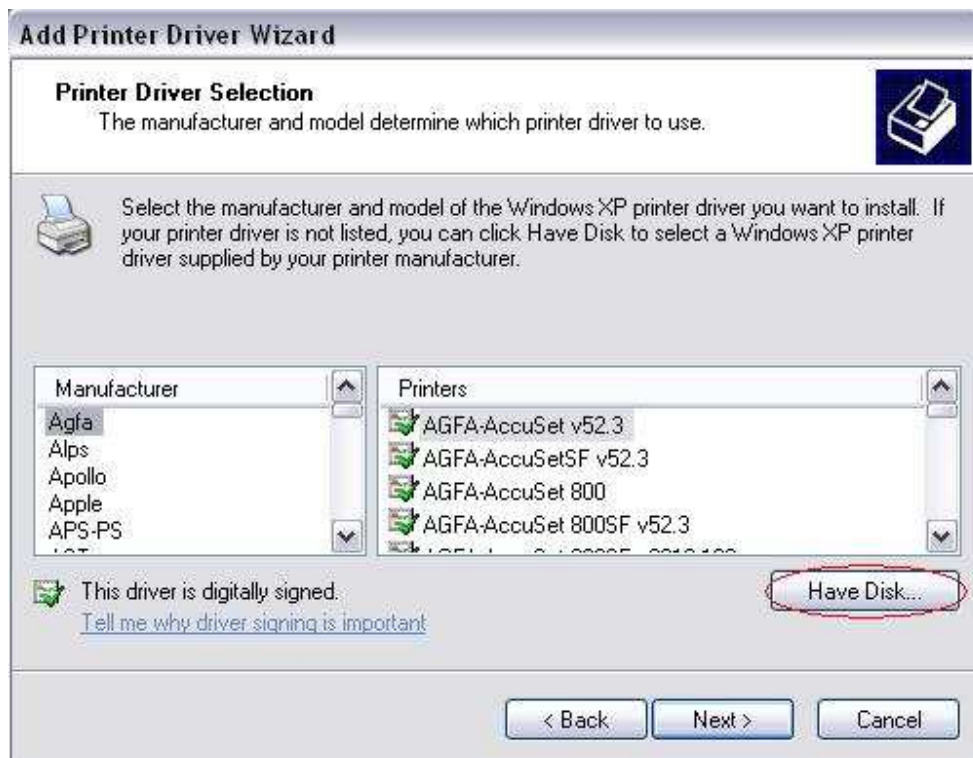 Add Printer Driver Wizard
Printer Driver Selection
The manufacturer and model determine which printer driver to use.
Select the manufacturer and model of the Windows XP printer driver you want to install. If
your printer driver is not listed, you can click Have Disk to select a Windows XP printer
driver supplied by your printer manufacturer.
Manufacturer
Agfa
Alps
Apollo
Apple
APS-PS
Printers
AGFA-AccuSet v52.3
AGFA-AccuSetSF v52.3
AGFA-AccuSet 800
AGFA-AccuSet 800SF v52.3
This driver is digitally signed.
Tell me why driver signing is important
Have Disk...
< Back
Next >
Cancel